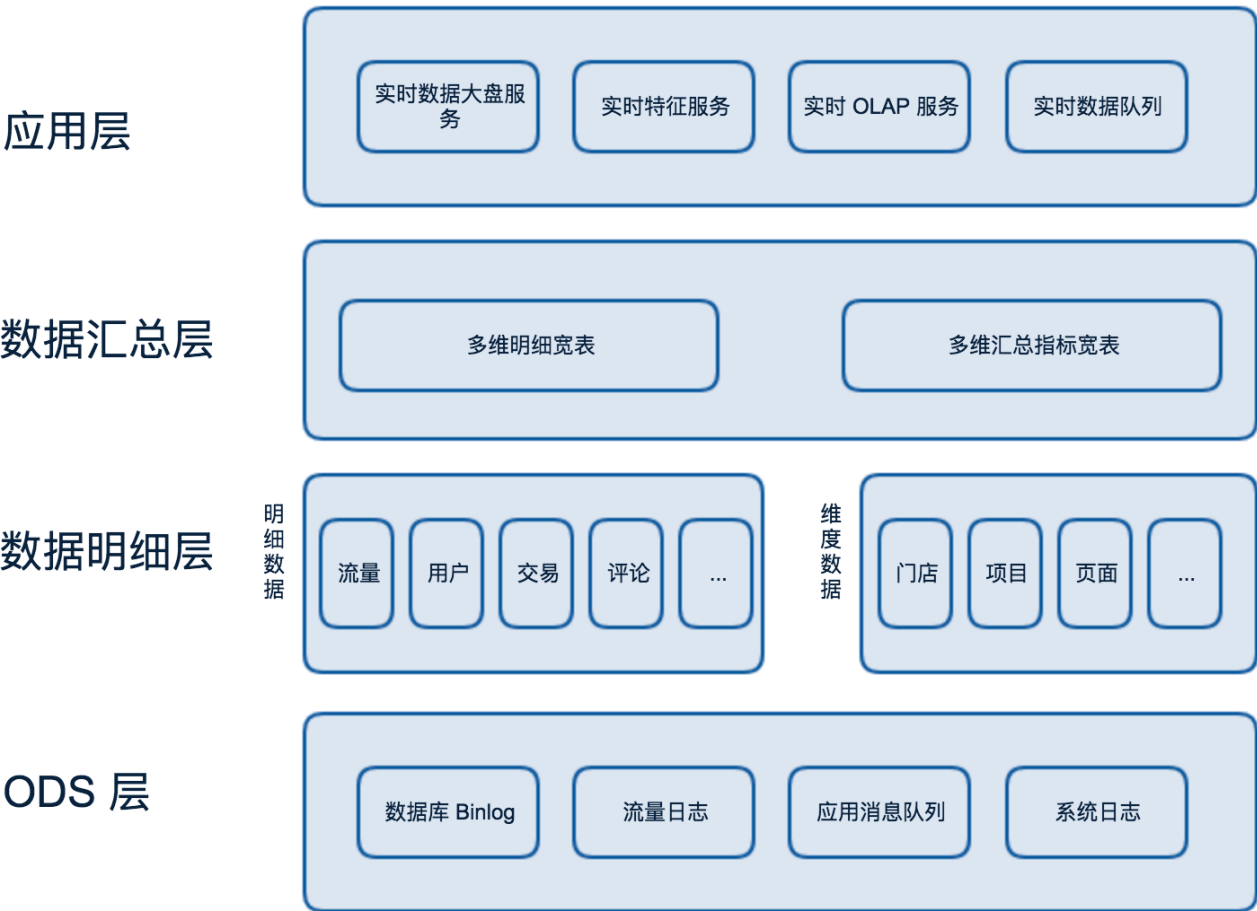 应用层
实时数据大盘服
务
实时特征服务
实时 OLAP 服务
实时数据队列
数据汇总层
多维明细宽表
多维汇总指标宽表
数据明细层
明细数据
流量
用户
交易
评论
...
维度数据
门店
项目
页面
...
ODS 层
数据库 Binlog
流量日志
应用消息队列
系统日志